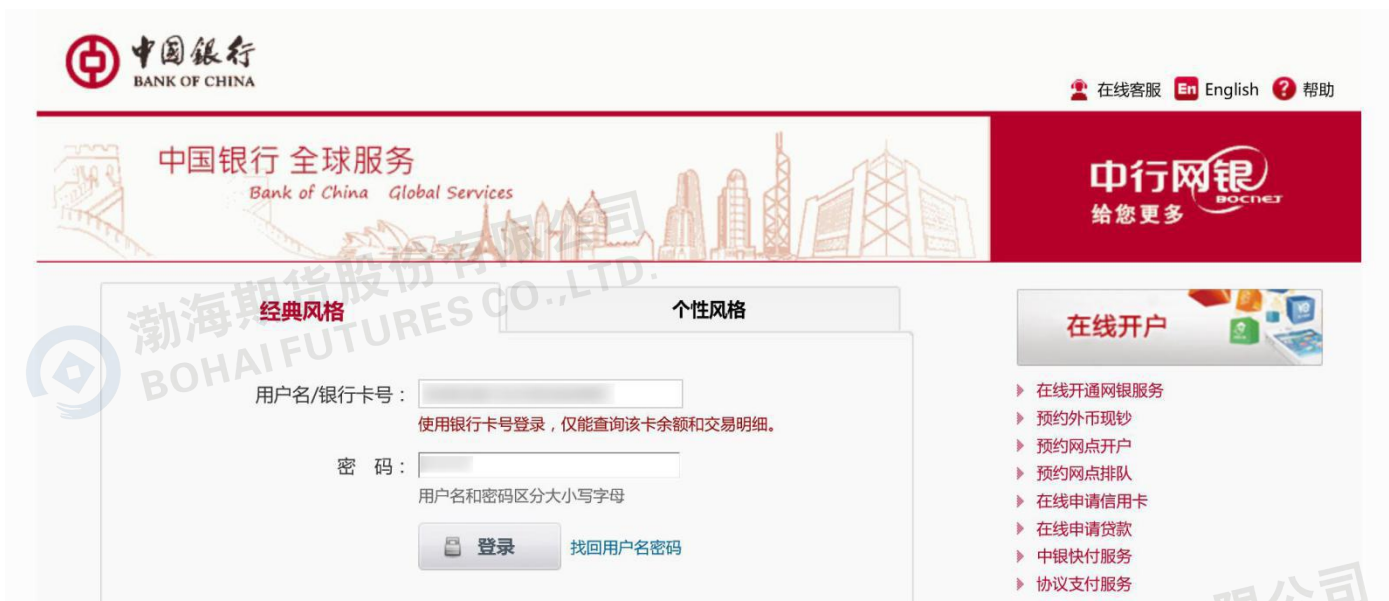 中国銀行
BANK OF CHINA
在线客服 En English ? 帮助
中国银行 全球服务
Bank of China Global Services
中行网银
BOCNET
给您更多
渤海期货股份有限公司
BOHAI FUTURES CO.,LTD.
经典风格 个性风格
用户名/银行卡号:
使用银行卡号登录,仅能查询该卡余额和交易明细。
密 码:
用户名和密码区分大小写字母
登录 找回用户名密码
在线开户
在线开通网银服务
预约外币现钞
预约网点开户
预约网点排队
在线申请信用卡
在线申请贷款
中银快付服务
协议支付服务
限公司